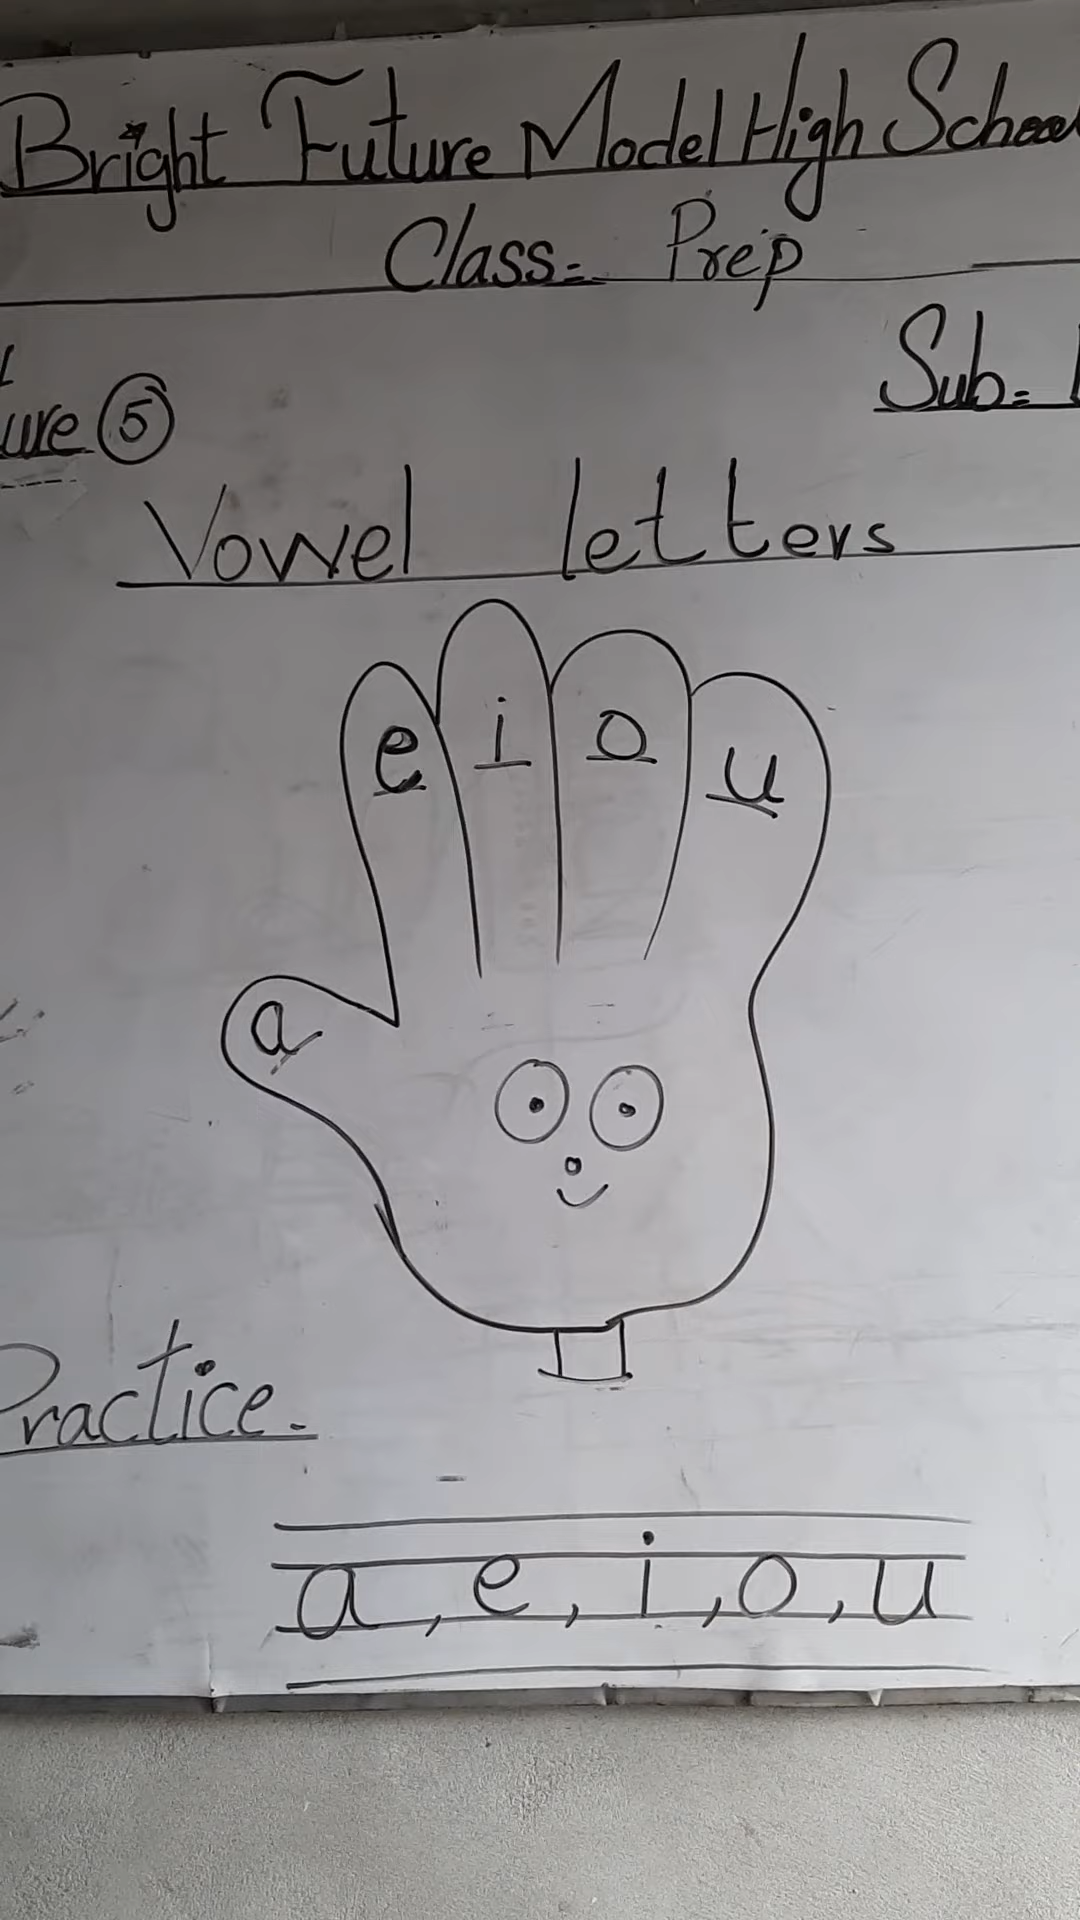 Bright Future Model High School
Class= Prep
Sub=
ure 5
Vowel letters
e i o u
a
Practice.
a, e, i, o, u